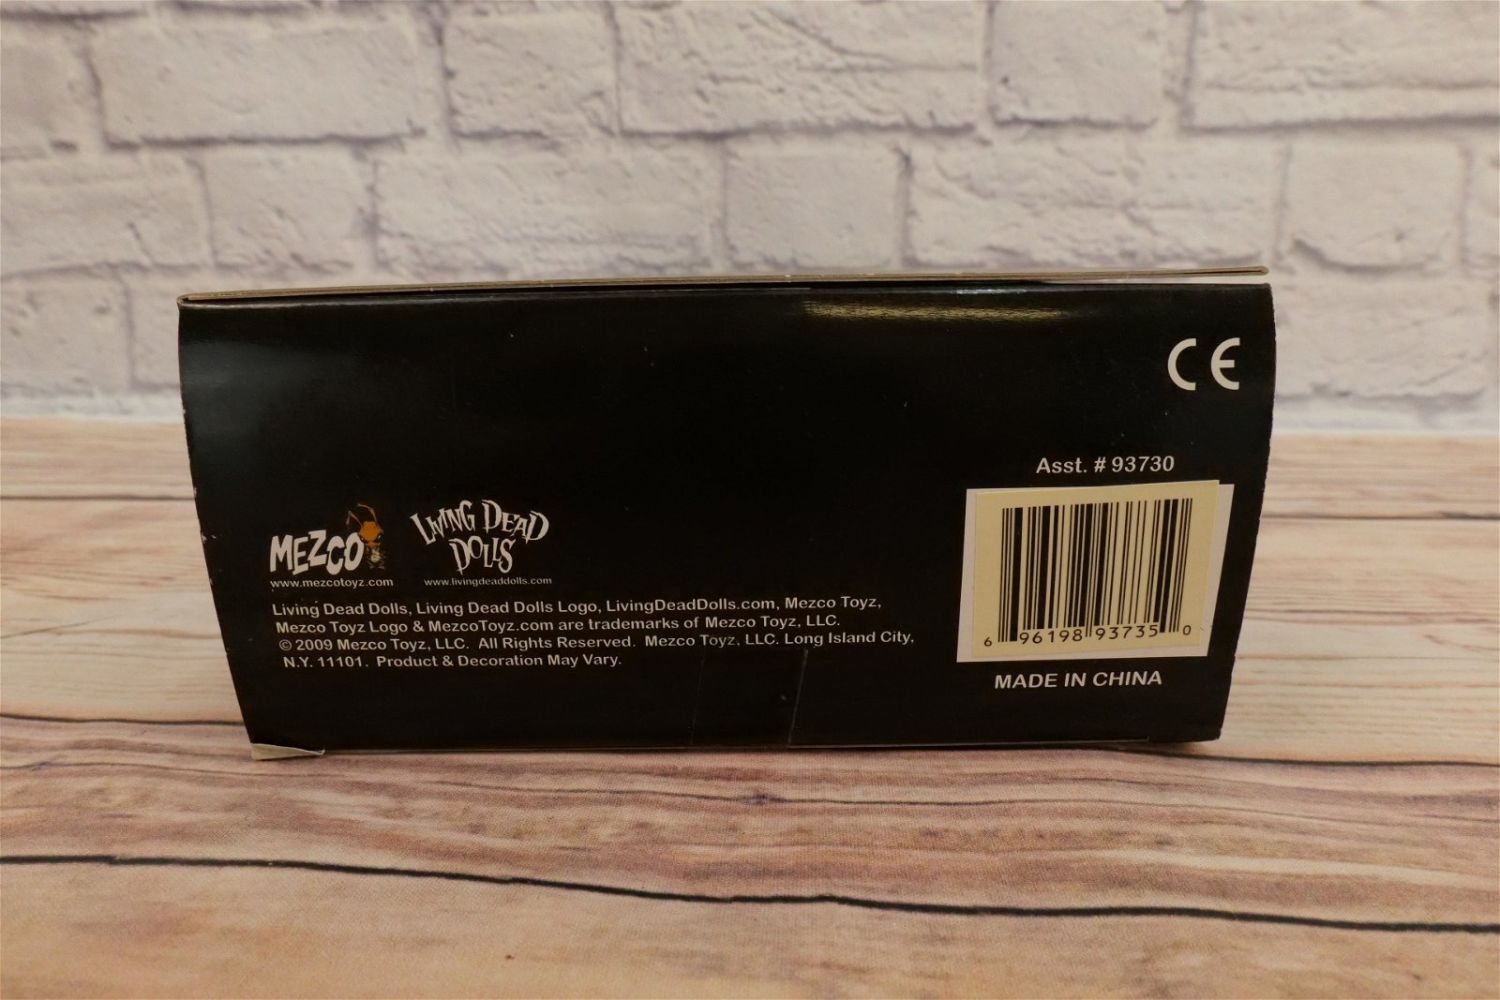 CE
Asst. # 93730
MEZCO
www.mezcotoyz.com
LIVING DEAD
DOLLS
www.livingdeaddolls.com
Living Dead Dolls, Living Dead Dolls Logo, LivingDeadDolls.com, Mezco Toyz,
Mezco Toyz Logo & MezcoToyz.com are trademarks of Mezco Toyz, LLC.
© 2009 Mezco Toyz, LLC. All Rights Reserved. Mezco Toyz, LLC. Long Island City,
N.Y. 11101. Product & Decoration May Vary.
6 96198 93735 0
MADE IN CHINA